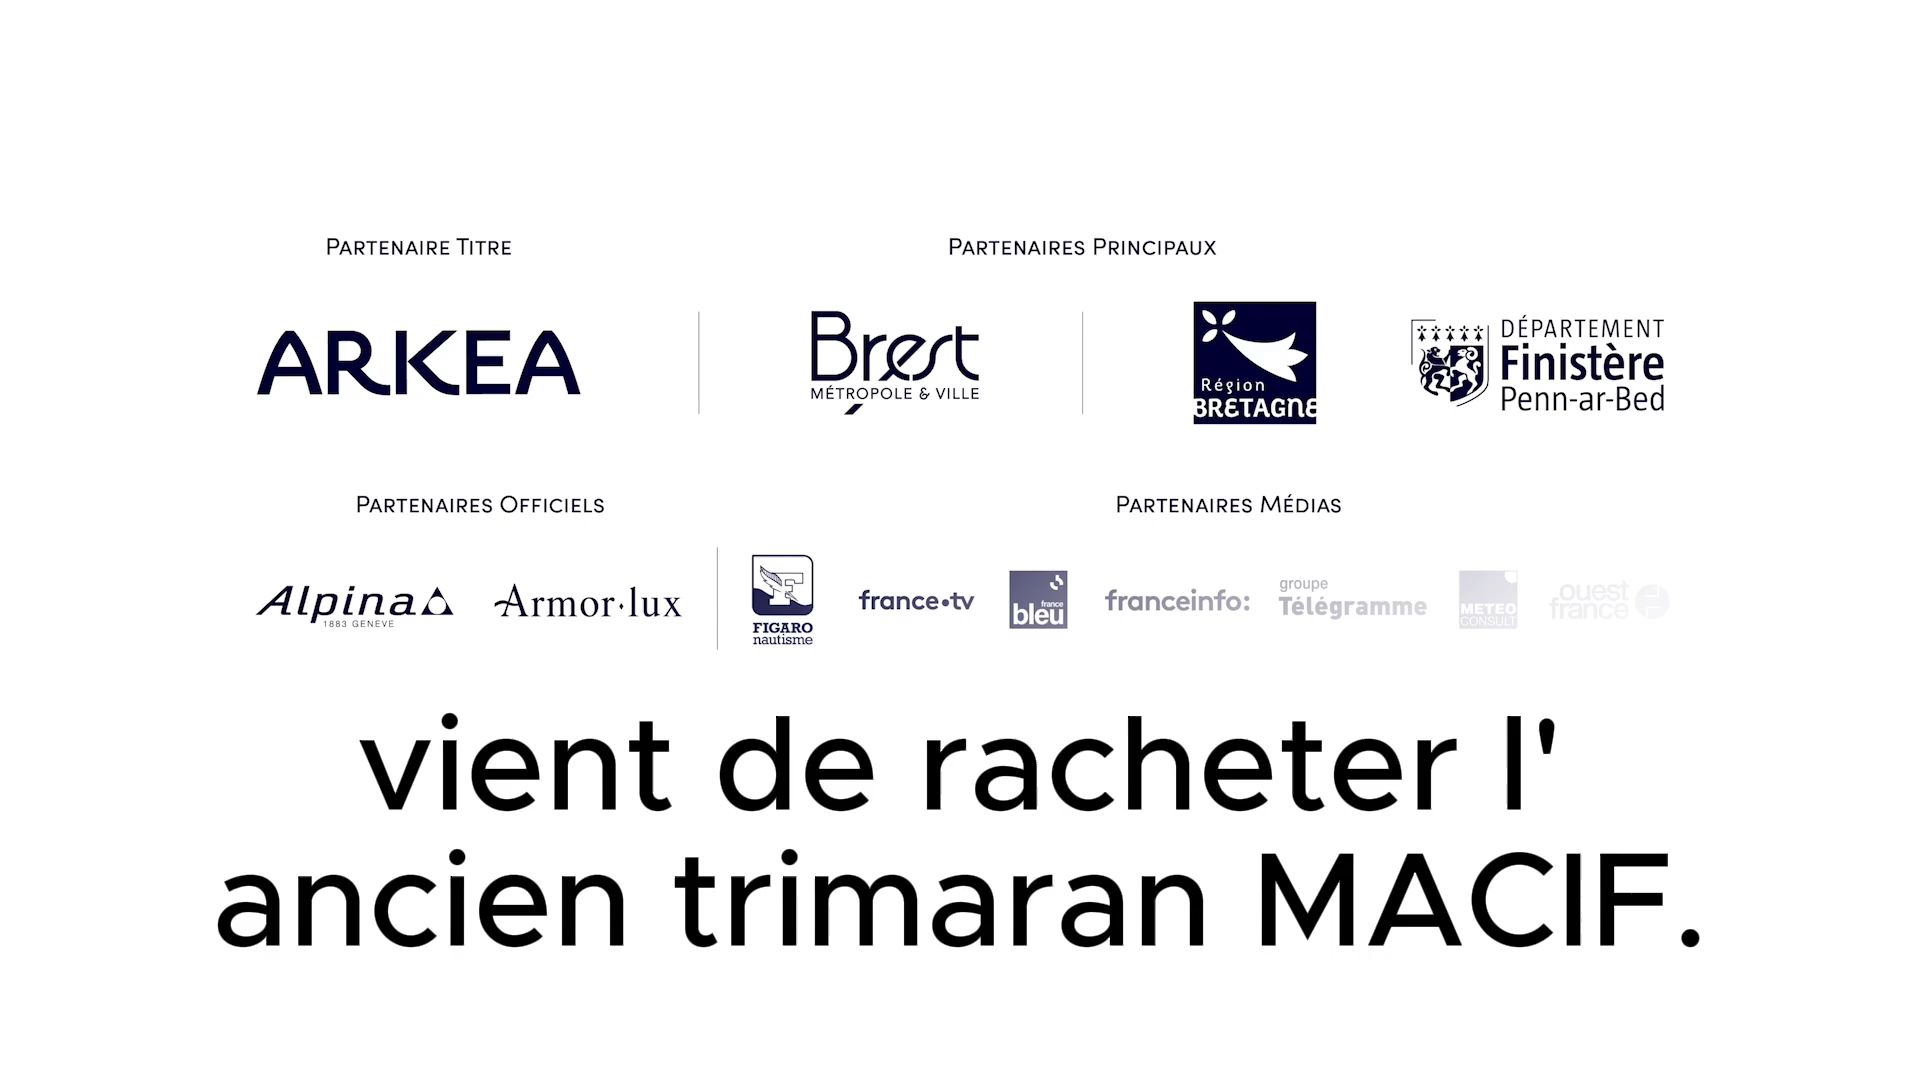 PARTENAIRE TITRE
PARTENAIRES PRINCIPAUX
ARKEA
Brest
MÉTROPOLE & VILLE
Région
BRETAGNE
DÉPARTEMENT
Finistère
Penn-ar-Bed
PARTENAIRES OFFICIELS
PARTENAIRES MÉDIAS
Alpina
1883 GENEVE
Armor·lux
F
FIGARO
nautisme
france•tv
france
bleu
franceinfo:
groupe
Télégramme
METEO
CONSULT
ouest
france
vient de racheter l'
ancien trimaran MACIF.